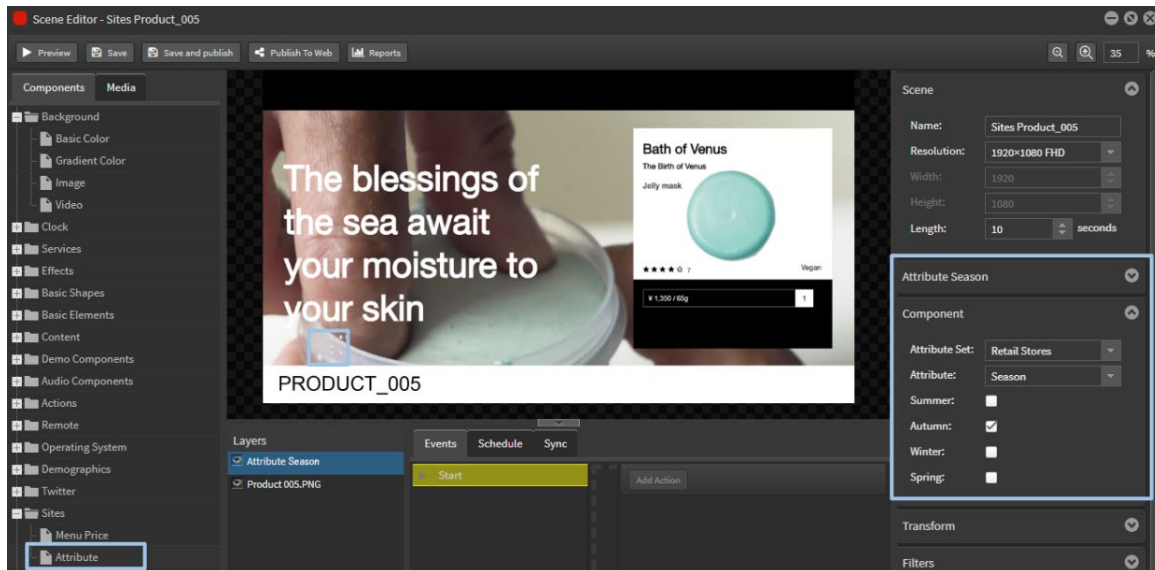 Scene Editor - Sites Product_005
Preview Save Save and publish Publish To Web Reports 35 %
Components Media
Background
Basic Color
Gradient Color
Image
Video
Clock
Services
Effects
Basic Shapes
Basic Elements
Content
Demo Components
Audio Components
Actions
Remote
Operating System
Demographics
Twitter
Sites
Menu Price
Attribute
The blessings of
the sea await
your moisture to
your skin
Bath of Venus
The Birth of Venus
Jelly mask
★★★★☆ 7 Vegan
¥ 1,350 / 65g 1
PRODUCT_005
Layers
Attribute Season
Product 005.PNG
Events Schedule Sync
Start
Add Action
Scene
Name: Sites Product_005
Resolution: 1920×1080 FHD
Width: 1920
Height: 1080
Length: 10 seconds
Attribute Season
Component
Attribute Set: Retail Stores
Attribute: Season
Summer:
Autumn:
Winter:
Spring:
Transform
Filters